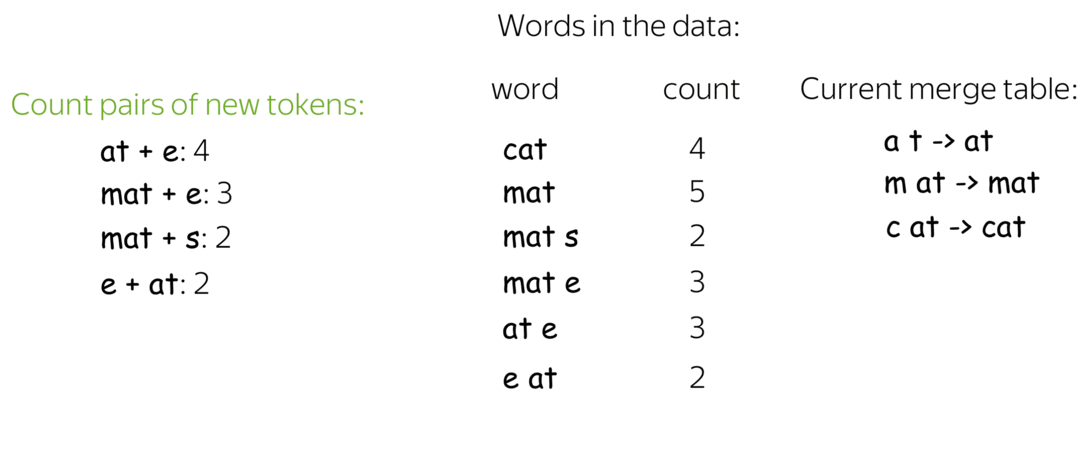 Words in the data:
Count pairs of new tokens:
at + e: 4
mat + e: 3
mat + s: 2
e + at: 2
word count
cat 4
mat 5
mat s 2
mat e 3
at e 3
e at 2
Current merge table:
a t -> at
m at -> mat
c at -> cat